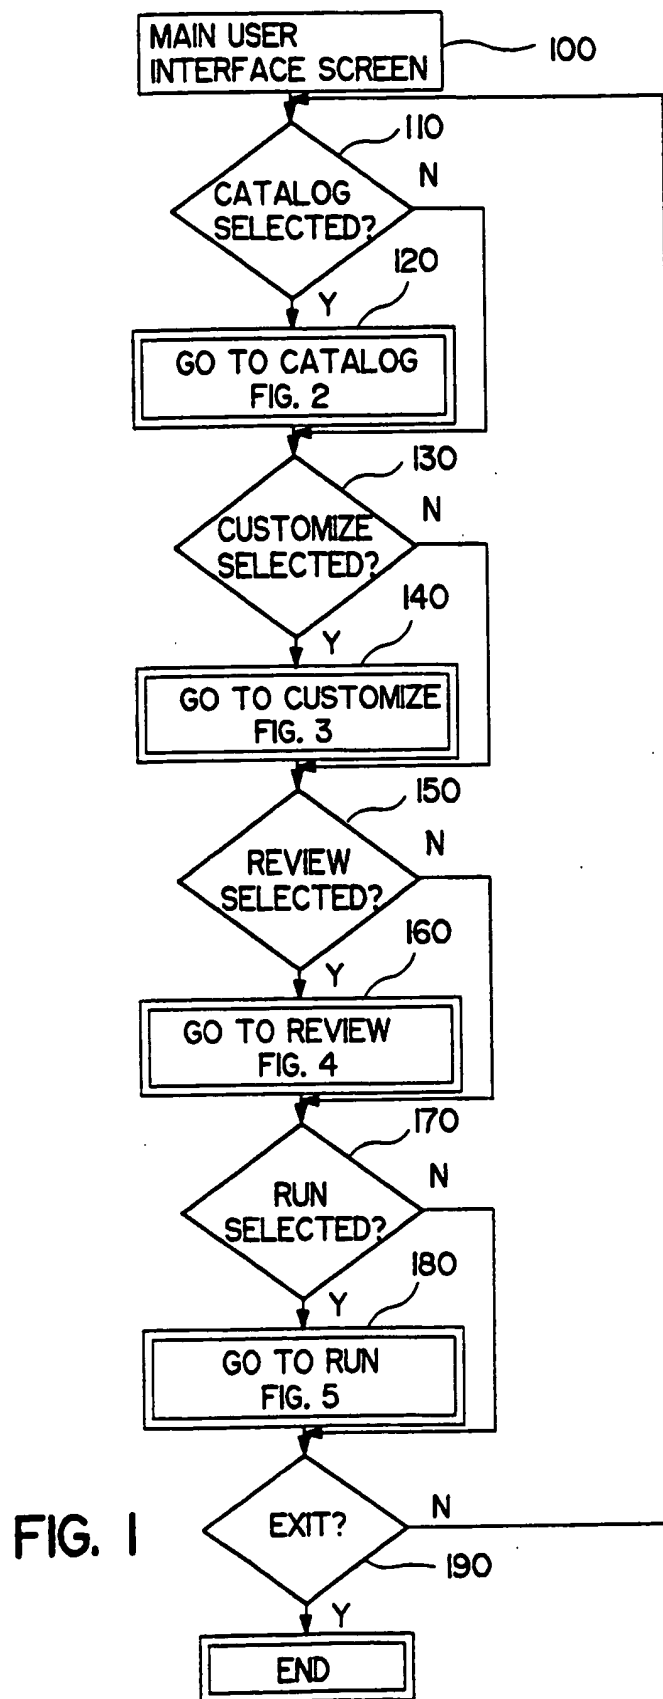 MAIN USER
INTERFACE SCREEN
100
110
N
CATALOG
SELECTED?
120
Y
GO TO CATALOG
FIG. 2
130
N
CUSTOMIZE
SELECTED?
140
Y
GO TO CUSTOMIZE
FIG. 3
150
N
REVIEW
SELECTED?
160
Y
GO TO REVIEW
FIG. 4
170
N
RUN
SELECTED?
180
Y
GO TO RUN
FIG. 5
EXIT?
N
FIG. 1
190
Y
END